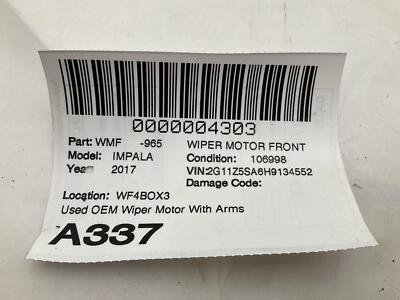 0000004303
Part: WMF -965 WIPER MOTOR FRONT
Model: IMPALA Condition: 106998
Year 2017 VIN:2G11Z5SA6H9134552
Damage Code:
Location: WF4BOX3
Used OEM Wiper Motor With Arms
A337